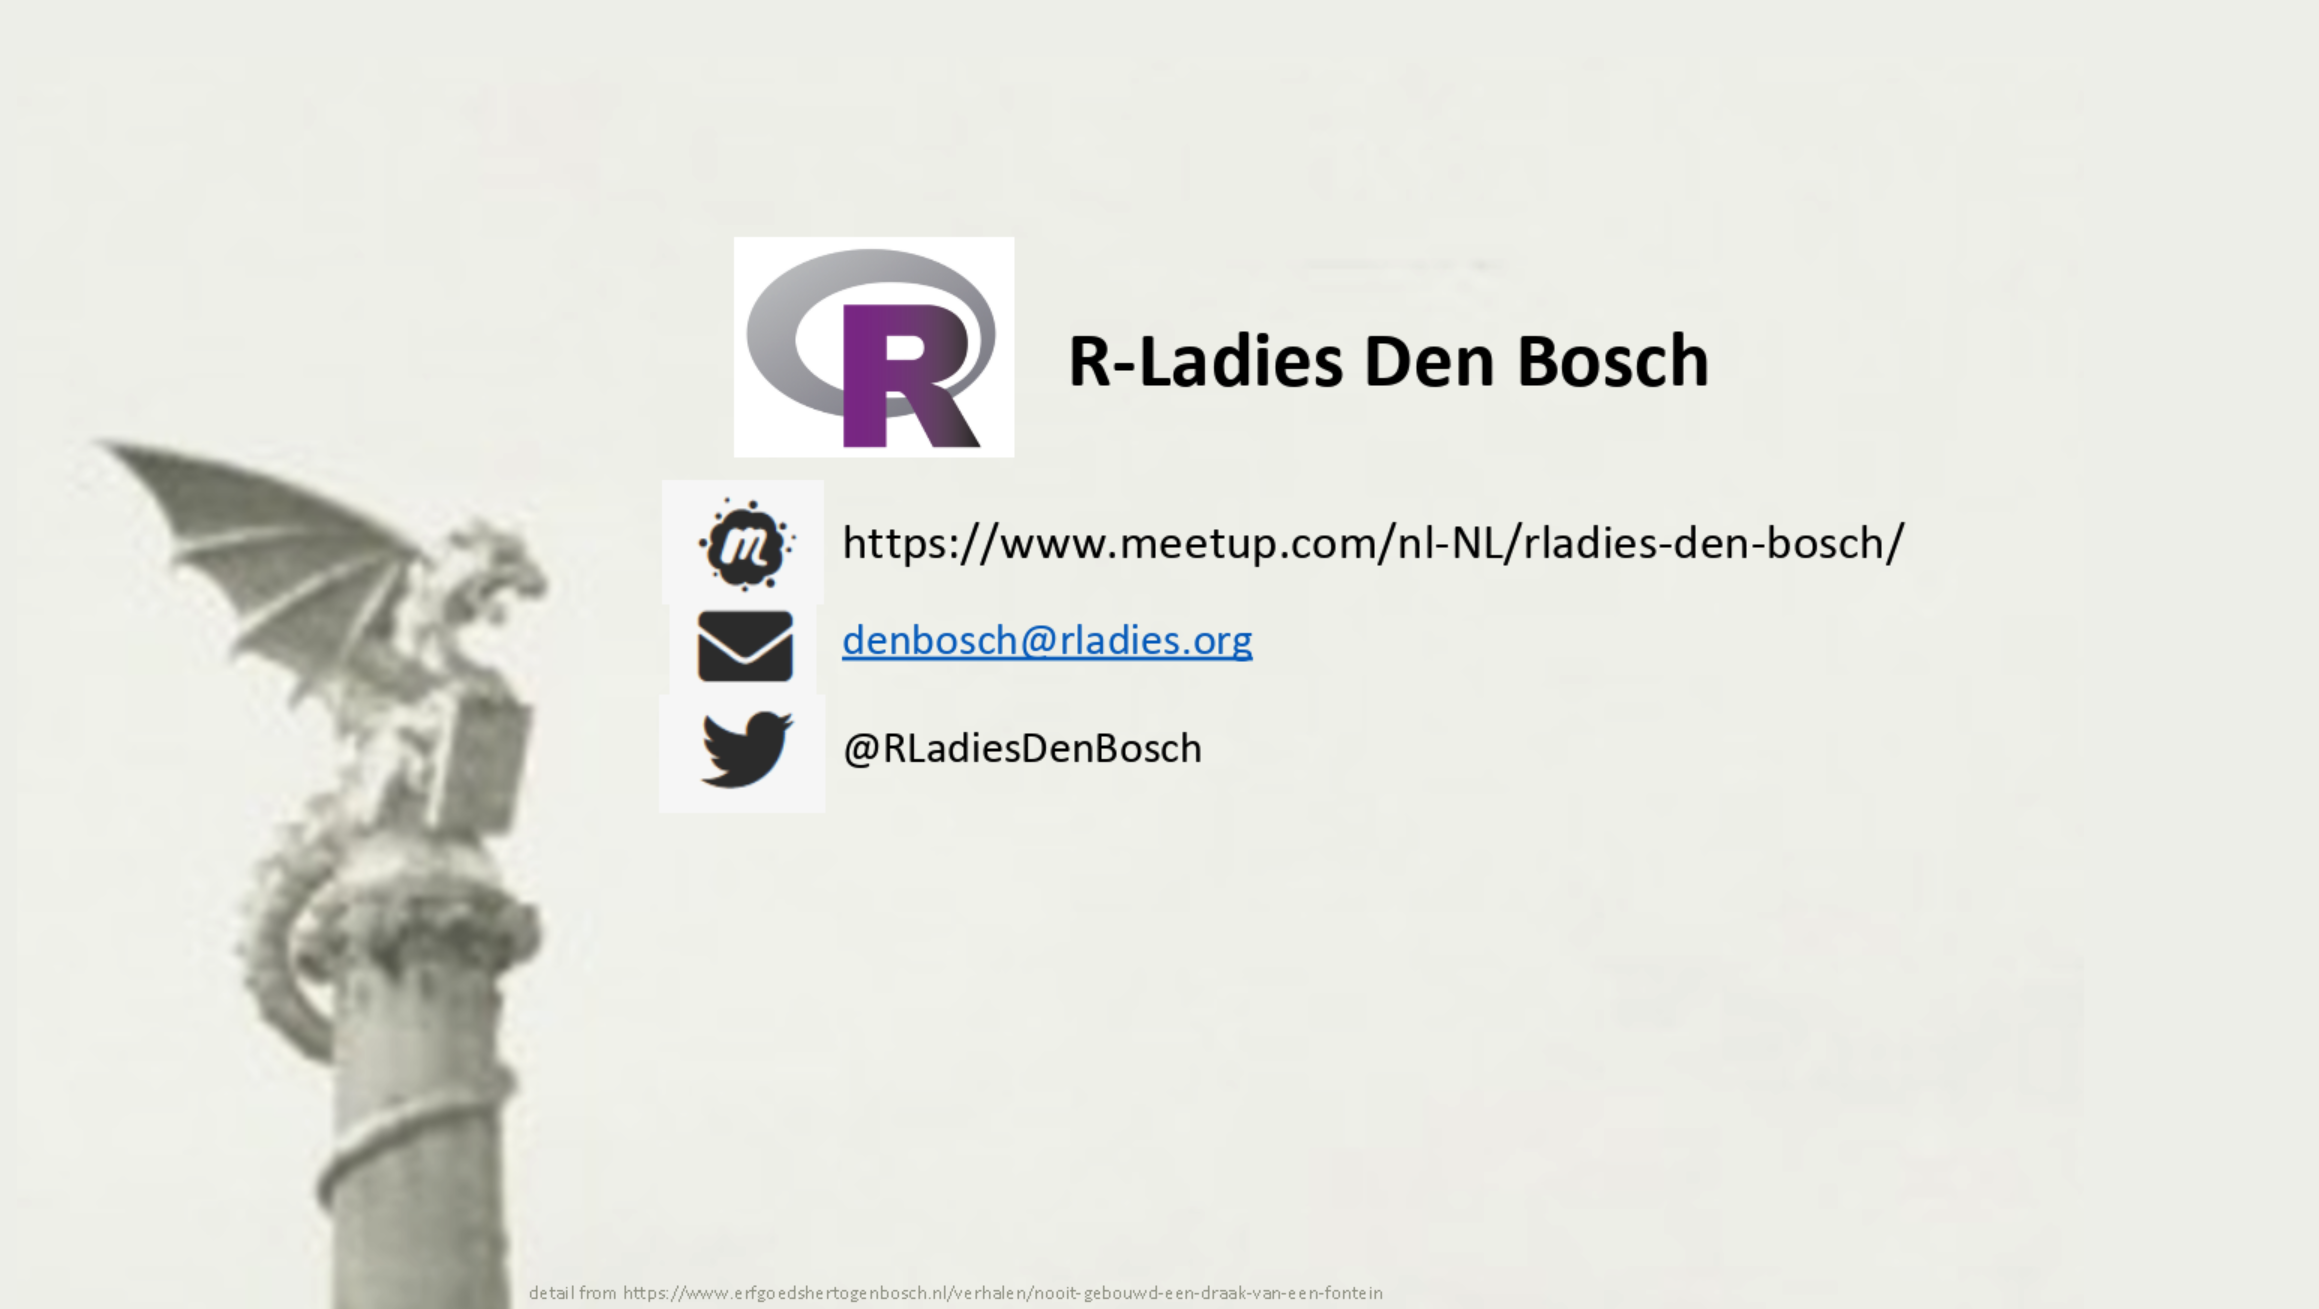 R
R-Ladies Den Bosch
m
https://www.meetup.com/nl-NL/rladies-den-bosch/
denbosch@rladies.org
@RLadiesDenBosch
detail from https://www.erfgoedshertogenbosch.nl/verhalen/nooit-gebouwd-een-draak-van-een-fontein